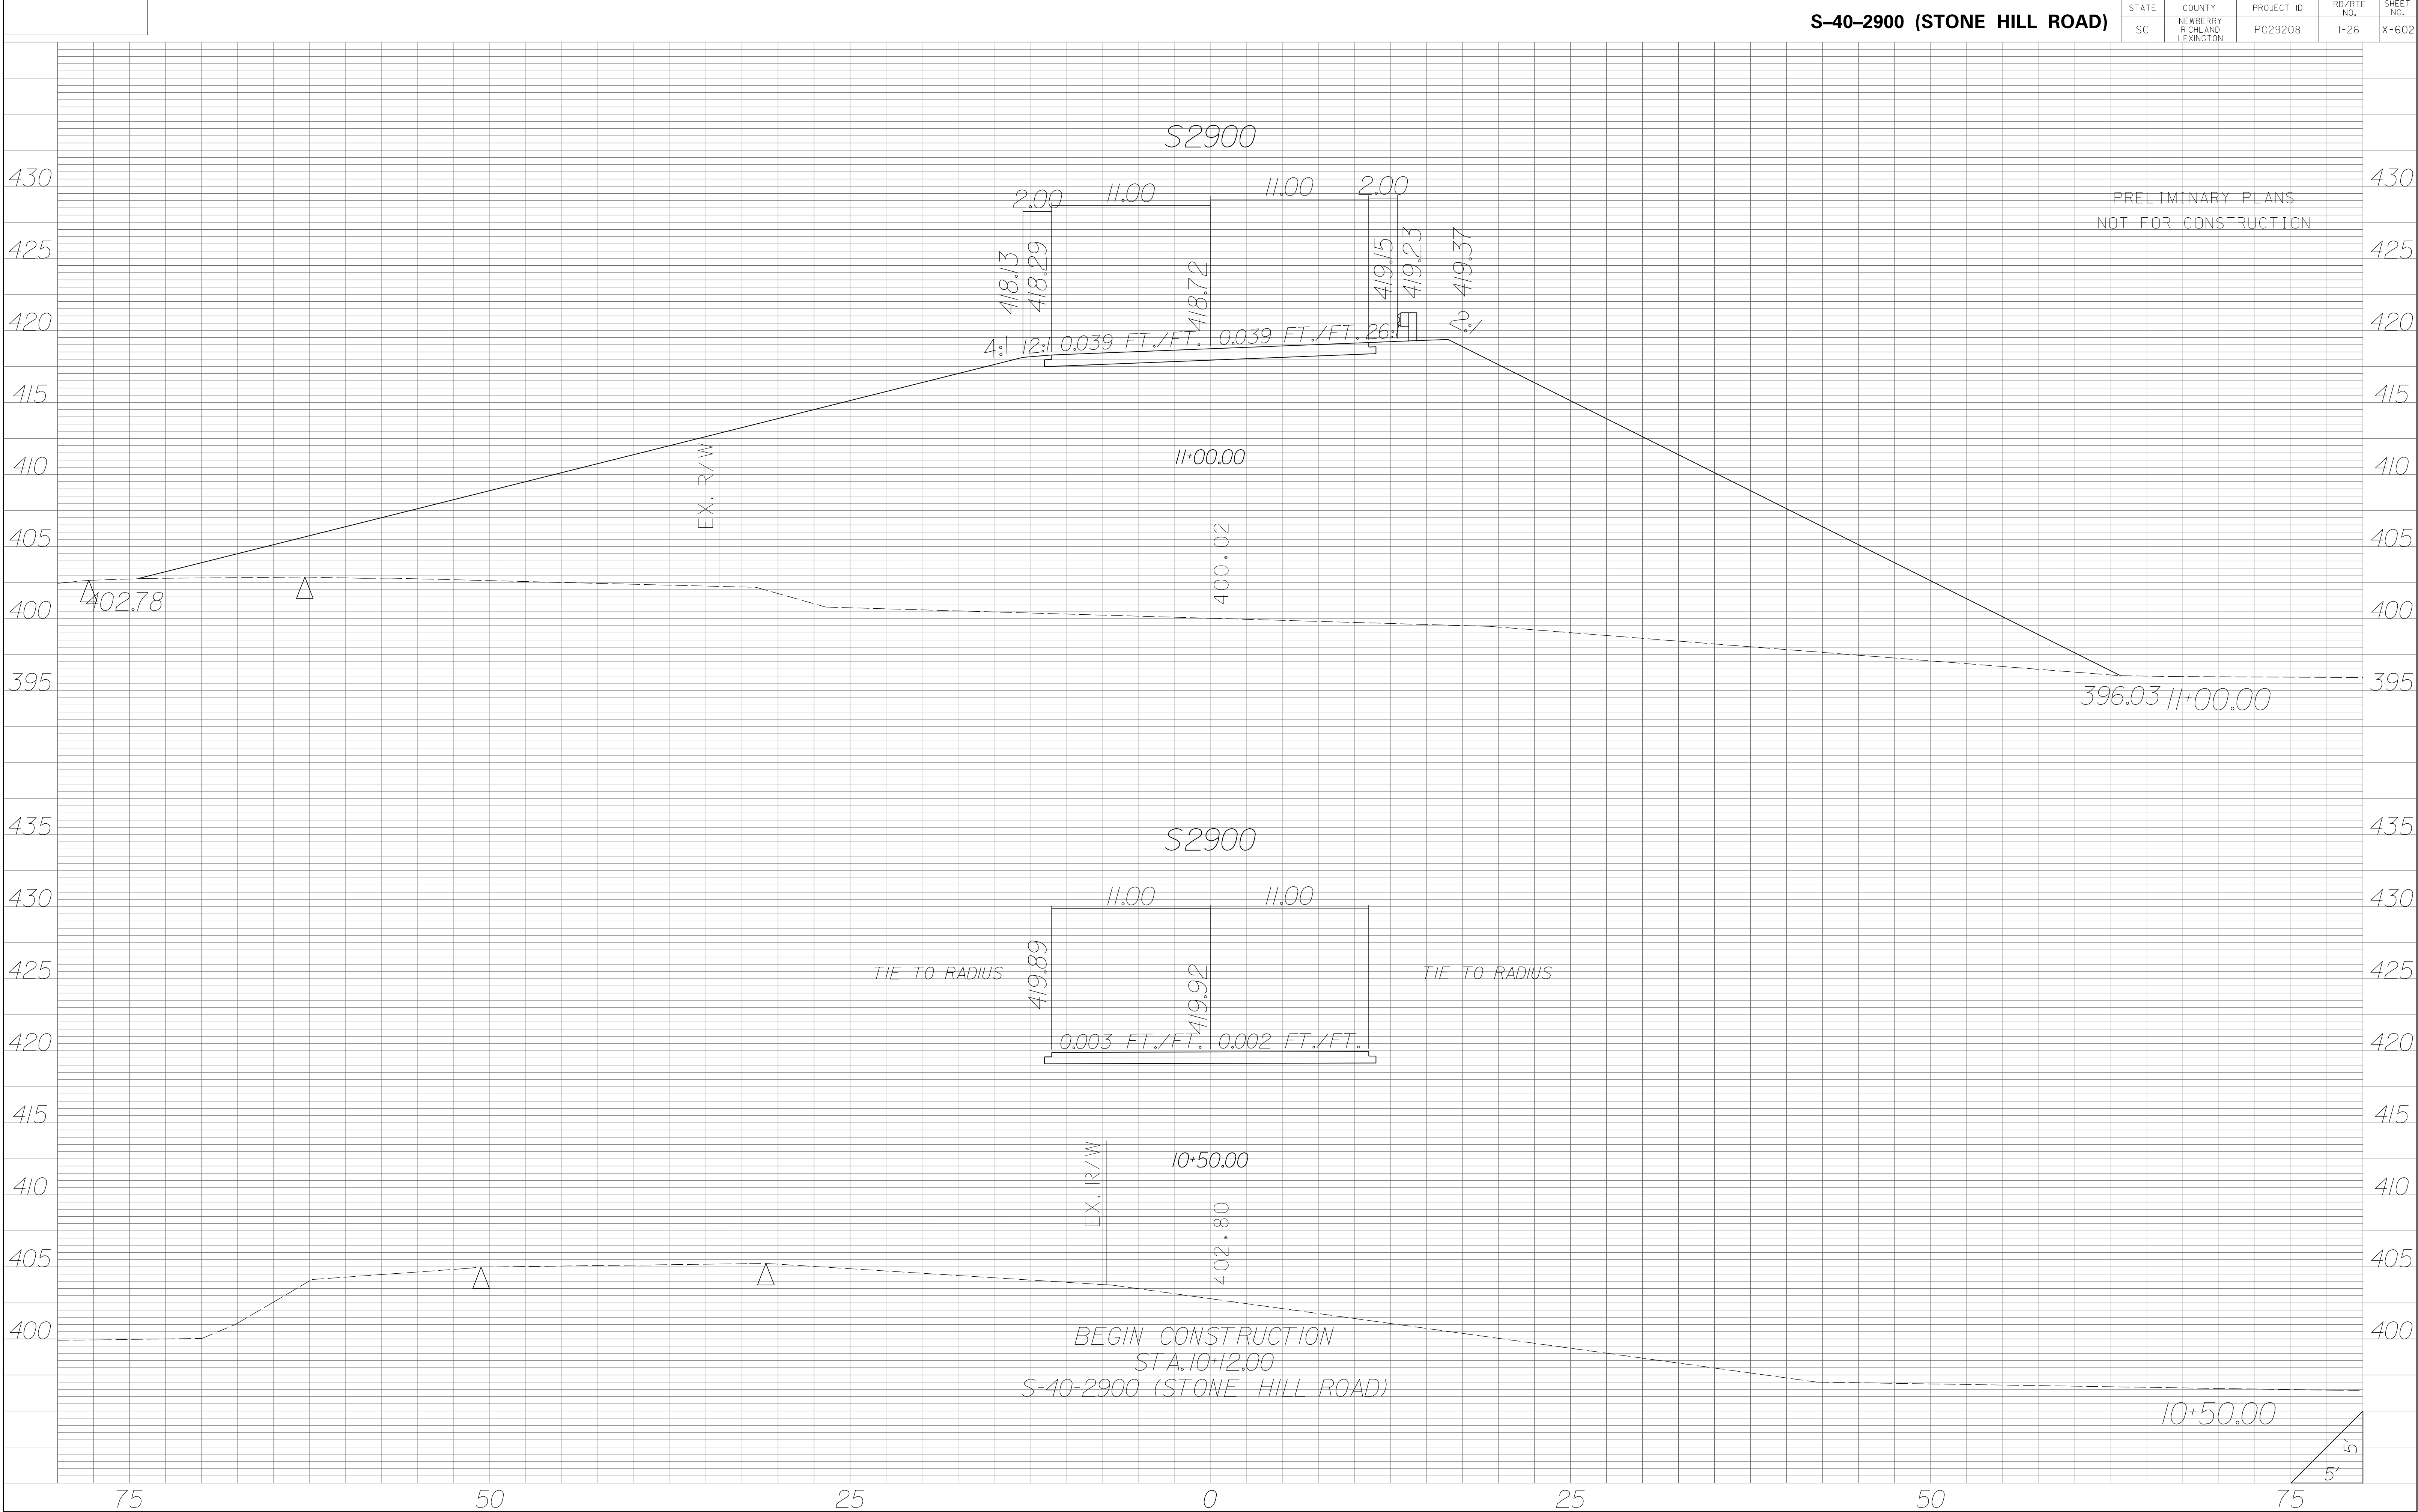 S-40-2900 (STONE HILL ROAD)
STATE COUNTY PROJECT ID RD/RTE NO. SHEET NO.
SC NEWBERRY RICHLAND LEXINGTON P029208 I-26 X-602
PRELIMINARY PLANS
NOT FOR CONSTRUCTION
S2900
2.00 11.00 11.00 2.00
418.13 418.29 418.72 419.15 419.23 419.37
4:1 12:1 0.039 FT./FT. 0.039 FT./FT. 26:1 2:1
430 430
425 425
420 420
415 415
410 410
405 405
400 400
395 395
EX. R/W
11+00.00
400.02
402.78
396.03 11+00.00
S2900
11.00 11.00
419.89 419.92
TIE TO RADIUS TIE TO RADIUS
0.003 FT./FT. 0.002 FT./FT.
435 435
430 430
425 425
420 420
415 415
410 410
405 405
400 400
EX. R/W
10+50.00
402.80
BEGIN CONSTRUCTION
STA. 10+12.00
S-40-2900 (STONE HILL ROAD)
10+50.00
5'
5'
75 50 25 0 25 50 75